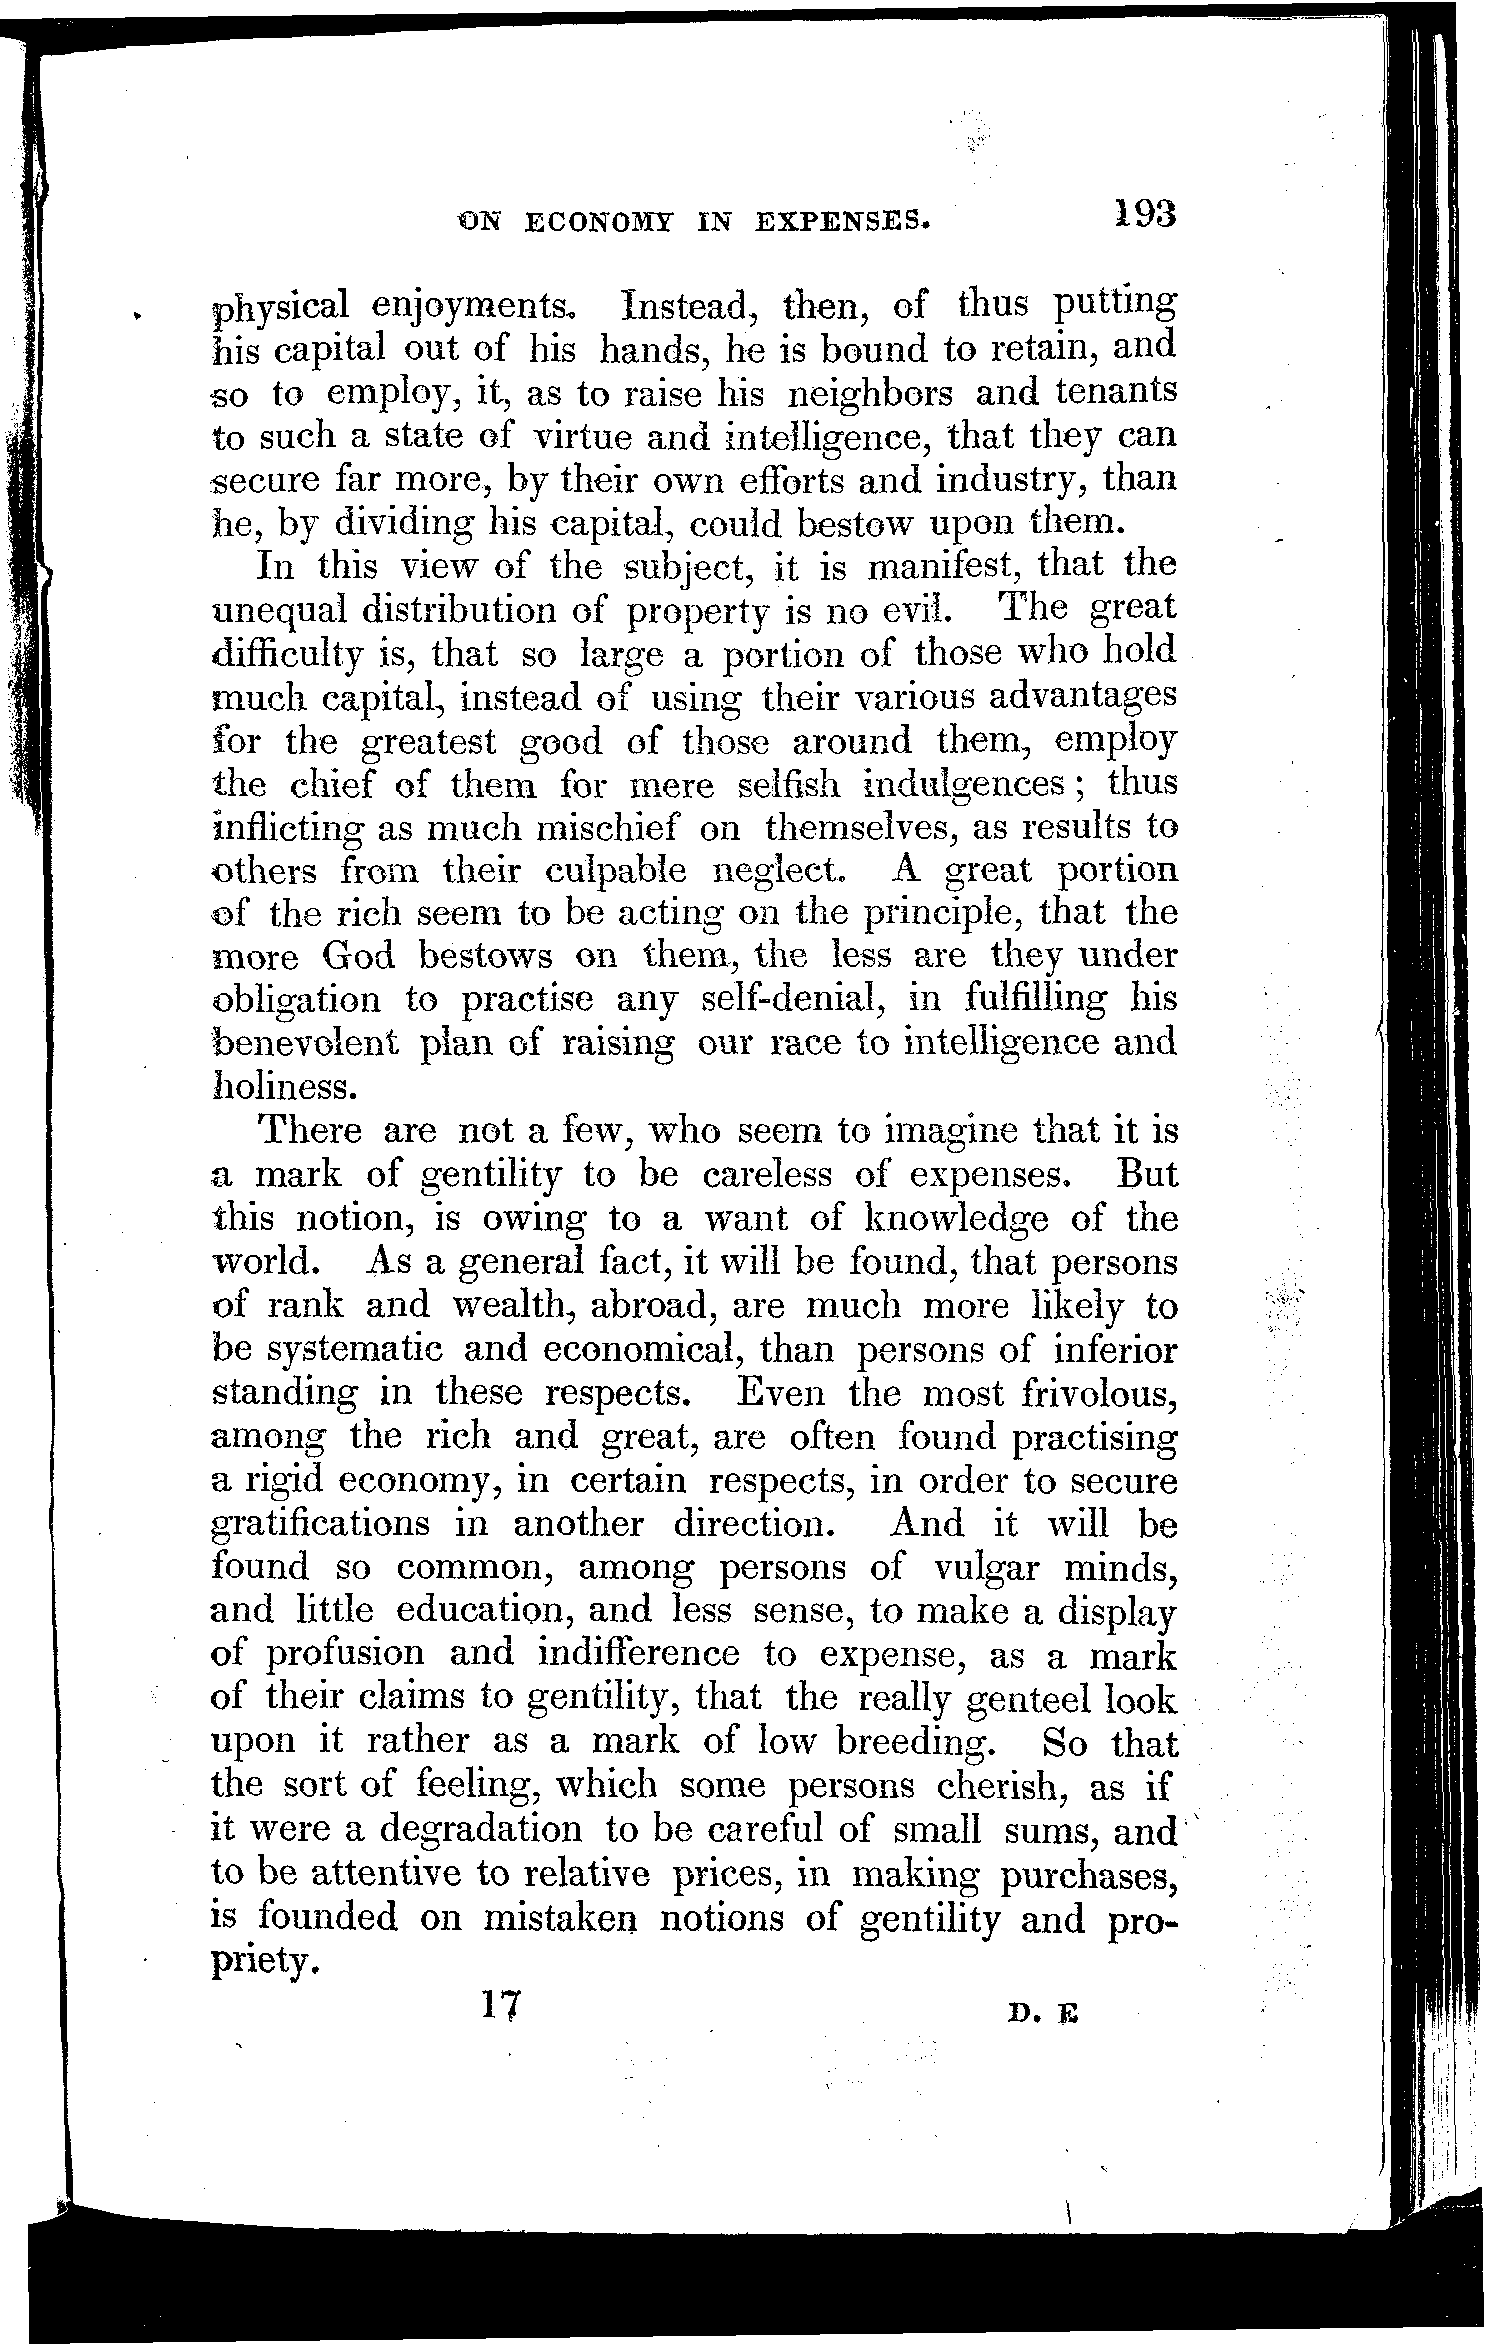 ON ECONOMY IN EXPENSES. 193
physical enjoyments. Instead, then, of thus putting
his capital out of his hands, he is bound to retain, and
so to employ, it, as to raise his neighbors and tenants
to such a state of virtue and intelligence, that they can
secure far more, by their own efforts and industry, than
he, by dividing his capital, could bestow upon them.
In this view of the subject, it is manifest, that the
unequal distribution of property is no evil. The great
difficulty is, that so large a portion of those who hold
much capital, instead of using their various advantages
for the greatest good of those around them, employ
the chief of them for mere selfish indulgences; thus
inflicting as much mischief on themselves, as results to
others from their culpable neglect. A great portion
of the rich seem to be acting on the principle, that the
more God bestows on them, the less are they under
obligation to practise any self-denial, in fulfilling his
benevolent plan of raising our race to intelligence and
holiness.
There are not a few, who seem to imagine that it is
a mark of gentility to be careless of expenses. But
this notion, is owing to a want of knowledge of the
world. As a general fact, it will be found, that persons
of rank and wealth, abroad, are much more likely to
be systematic and economical, than persons of inferior
standing in these respects. Even the most frivolous,
among the rich and great, are often found practising
a rigid economy, in certain respects, in order to secure
gratifications in another direction. And it will be
found so common, among persons of vulgar minds,
and little education, and less sense, to make a display
of profusion and indifference to expense, as a mark
of their claims to gentility, that the really genteel look
upon it rather as a mark of low breeding. So that
the sort of feeling, which some persons cherish, as if
it were a degradation to be careful of small sums, and
to be attentive to relative prices, in making purchases,
is founded on mistaken notions of gentility and pro-
priety.
17 D. E